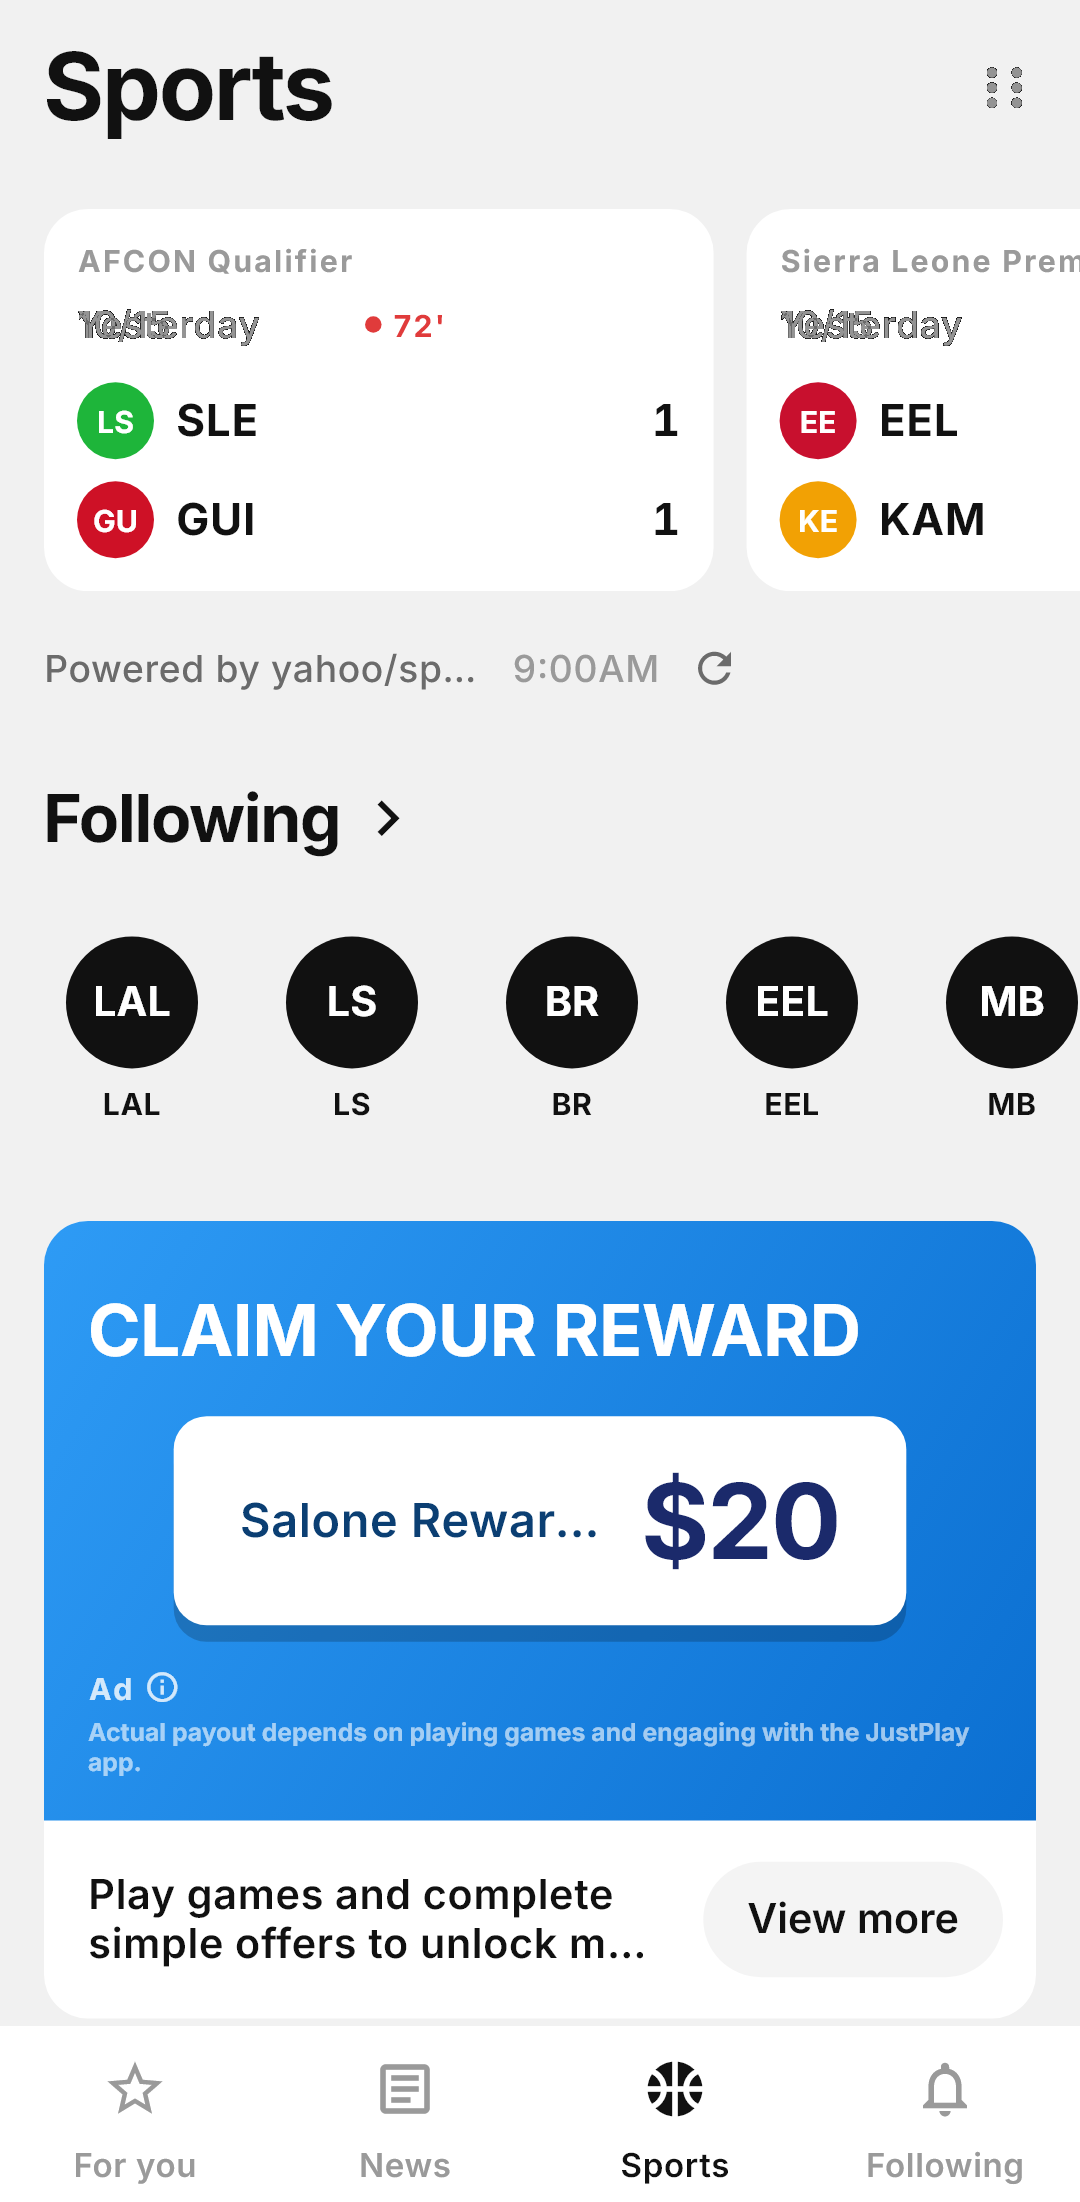 Sports
AFCON Qualifier
Sierra Leone Prem
72'
LS SLE 1
EE EEL
GU GUI 1
KE KAM
Powered by yahoo/sp... 9:00AM
Following
LAL LS BR EEL MB
LAL LS BR EEL MB
CLAIM YOUR REWARD
Salone Rewar... $20
Ad
Actual payout depends on playing games and engaging with the JustPlay
app.
Play games and complete
simple offers to unlock m...
View more
For you News Sports Following